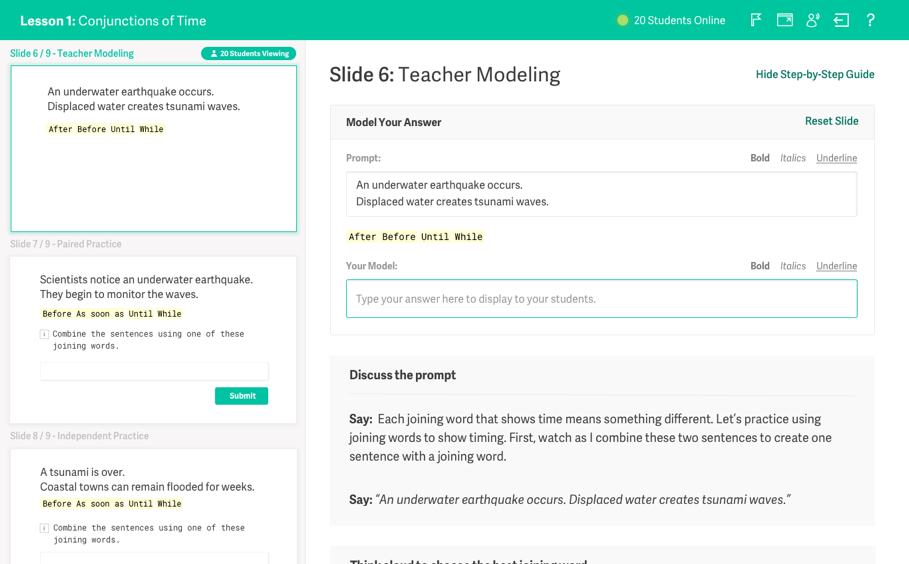 Lesson 1: Conjunctions of Time
20 Students Online
?
Slide 6 / 9 - Teacher Modeling
20 Students Viewing
An underwater earthquake occurs.
Displaced water creates tsunami waves.
After Before Until While
Slide 7 / 9 - Paired Practice
Scientists notice an underwater earthquake.
They begin to monitor the waves.
Before As soon as Until While
i Combine the sentences using one of these
joining words.
Submit
Slide 8 / 9 - Independent Practice
A tsunami is over.
Coastal towns can remain flooded for weeks.
Before As soon as Until While
i Combine the sentences using one of these
joining words.
Slide 6: Teacher Modeling
Hide Step-by-Step Guide
Model Your Answer
Reset Slide
Prompt:
Bold Italics Underline
An underwater earthquake occurs.
Displaced water creates tsunami waves.
After Before Until While
Your Model:
Bold Italics Underline
Type your answer here to display to your students.
Discuss the prompt
Say: Each joining word that shows time means something different. Let's practice using
joining words to show timing. First, watch as I combine these two sentences to create one
sentence with a joining word.
Say: “An underwater earthquake occurs. Displaced water creates tsunami waves.”
Think aloud to choose the best joining word